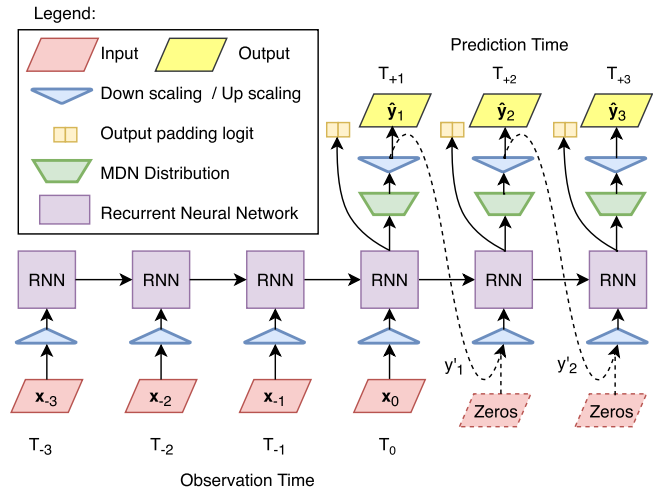 Legend:
Input
Output
Down scaling / Up scaling
Output padding logit
MDN Distribution
Recurrent Neural Network
Prediction Time
T+1 T+2 T+3
ŷ1 ŷ2 ŷ3
RNN RNN RNN RNN RNN RNN
y'1 y'2
x-3 x-2 x-1 x0 Zeros Zeros
T-3 T-2 T-1 T0
Observation Time